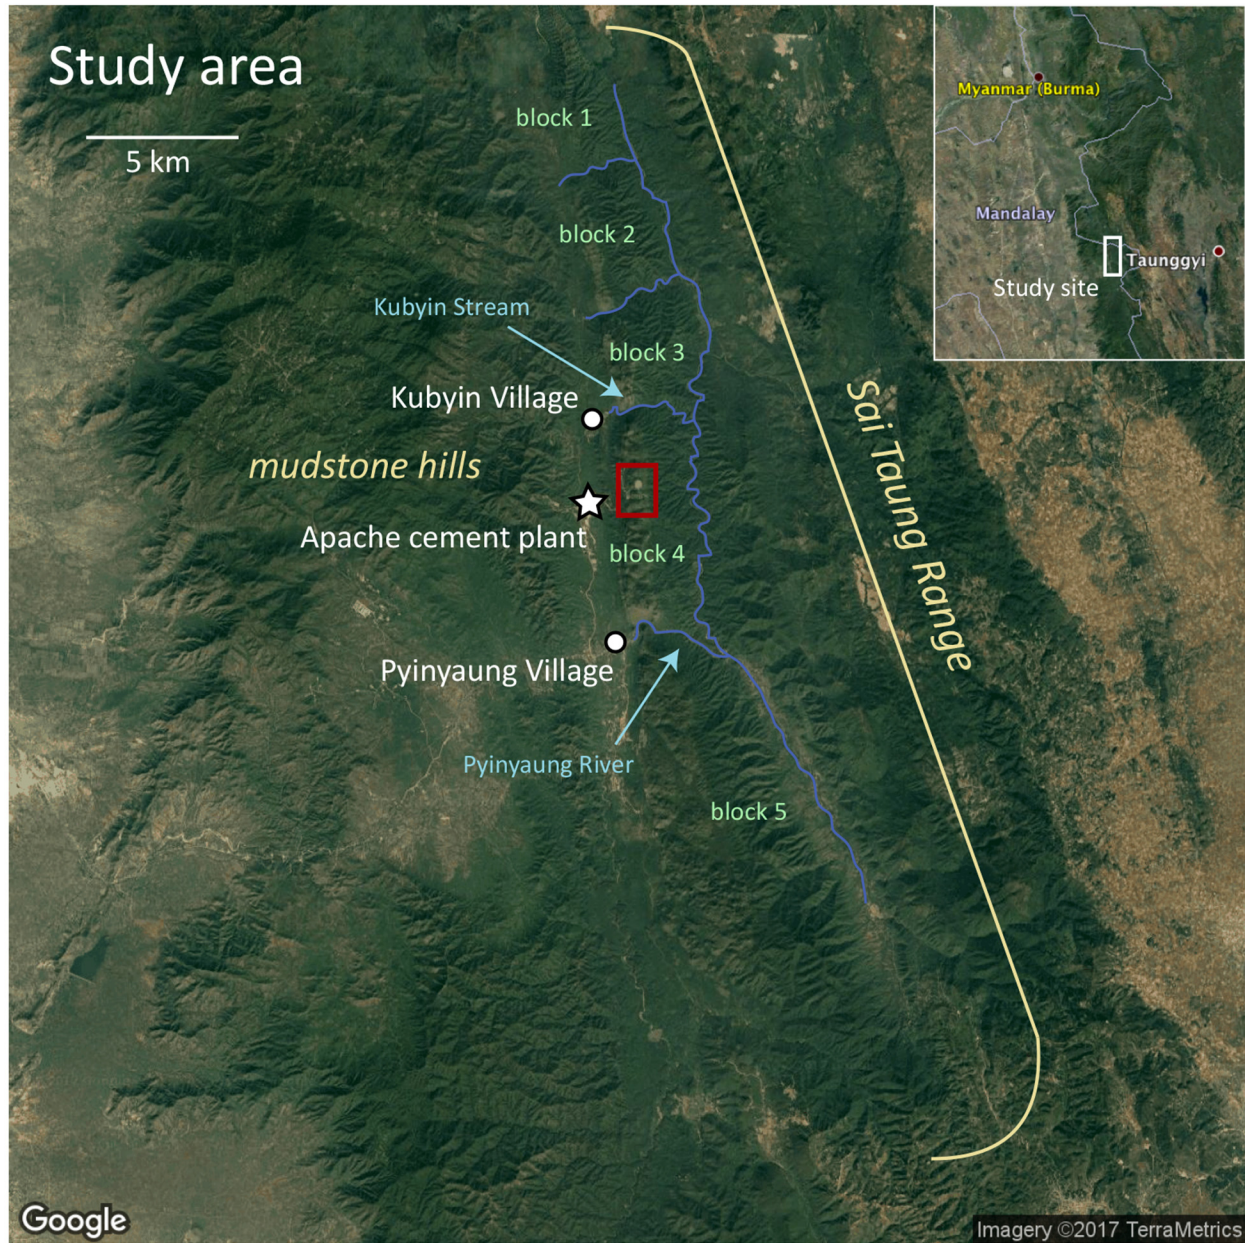 Study area
5 km
block 1
block 2
Kubyin Stream
block 3
Kubyin Village
mudstone hills
Apache cement plant
block 4
Pyinyaung Village
Pyinyaung River
block 5
Sai Taung Range
Myanmar (Burma)
Mandalay
Taunggyi
Study site
Google
Imagery ©2017 TerraMetrics